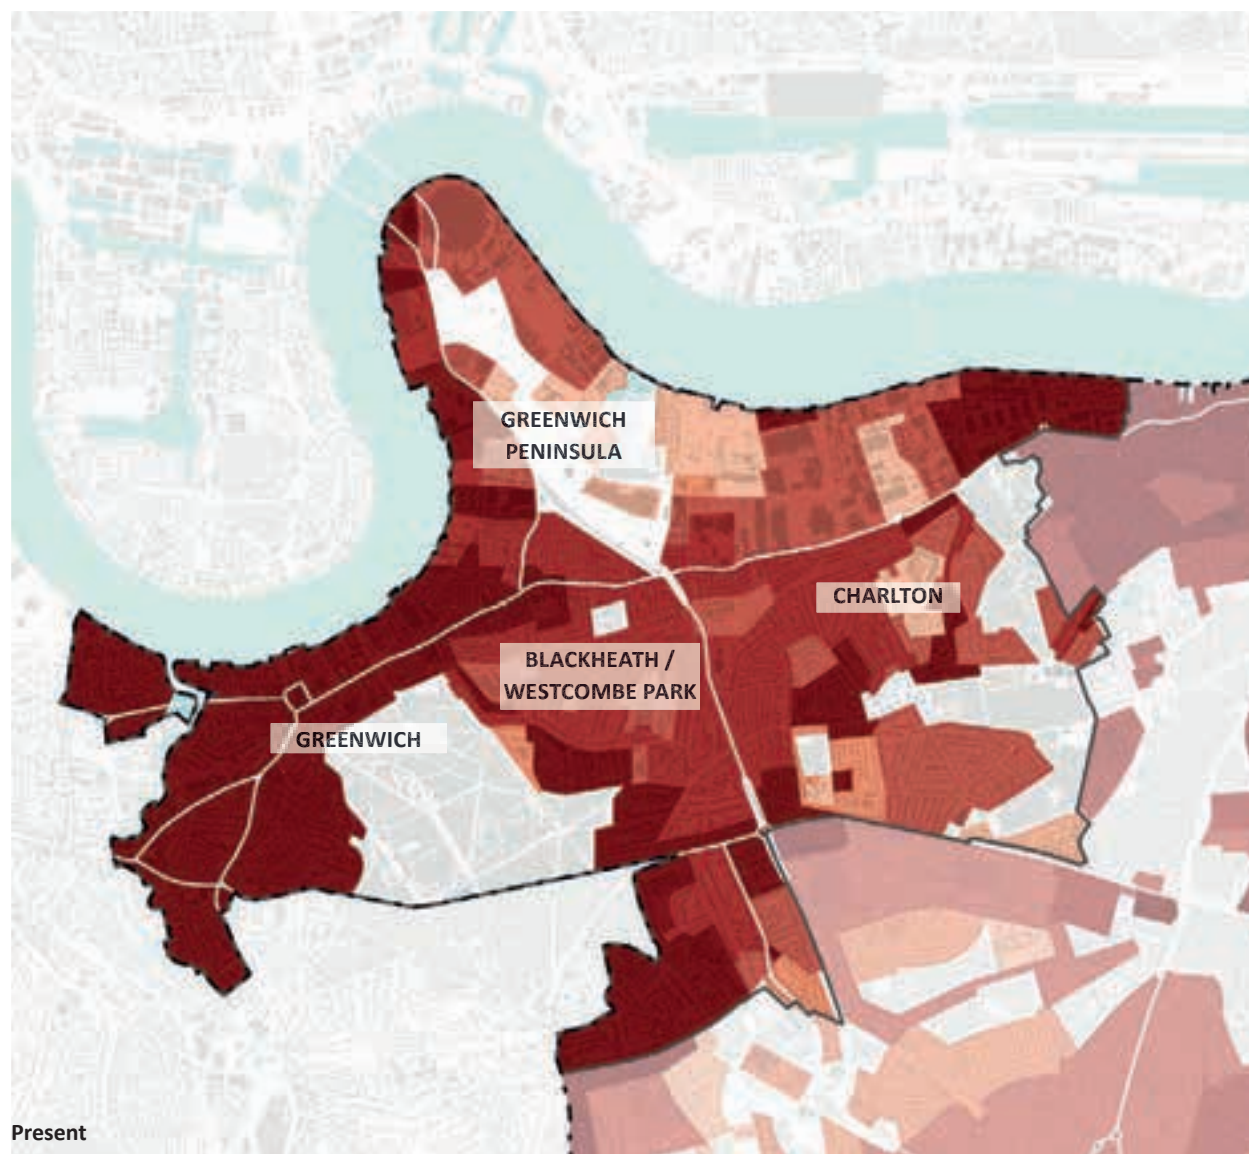 GREENWICH
PENINSULA
CHARLTON
BLACKHEATH /
WESTCOMBE PARK
GREENWICH
Present